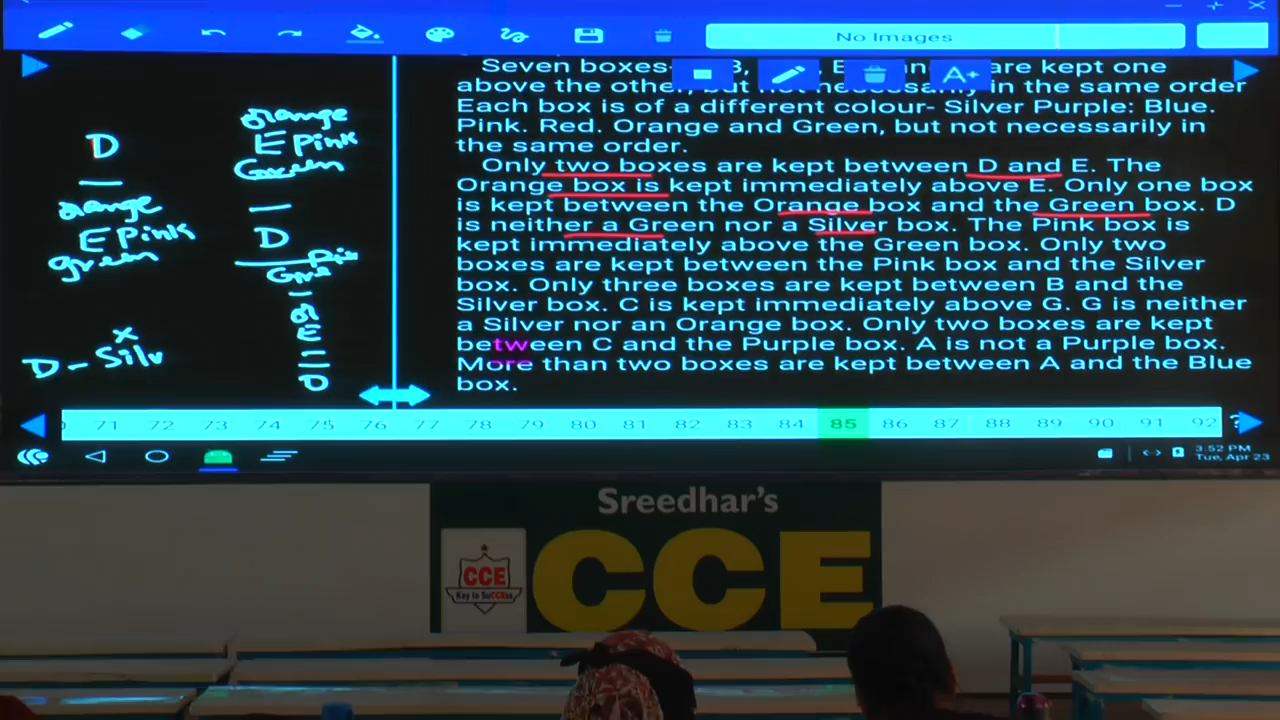 No Images
Seven boxes- B, E are kept one
A+
above the other, but not necessarily in the same order
Each box is of a different colour- Silver Purple: Blue.
Pink. Red. Orange and Green, but not necessarily in
the same order.
Only two boxes are kept between D and E. The
Orange box is kept immediately above E. Only one box
is kept between the Orange box and the Green box. D
is neither a Green nor a Silver box. The Pink box is
kept immediately above the Green box. Only two
boxes are kept between the Pink box and the Silver
box. Only three boxes are kept between B and the
Silver box. C is kept immediately above G. G is neither
a Silver nor an Orange box. Only two boxes are kept
between C and the Purple box. A is not a Purple box.
More than two boxes are kept between A and the Blue
box.
D
orange
E Pink
green
D - Silv
x
orange
E Pink
Green
D
E
D
71 72 73 74 75 76 77 78 79 80 81 82 83 84 85 86 87 88 89 90 91 92
3:52 PM
Tue, Apr 23
Sreedhar's
CCE
CCE
Key to SuCCEss